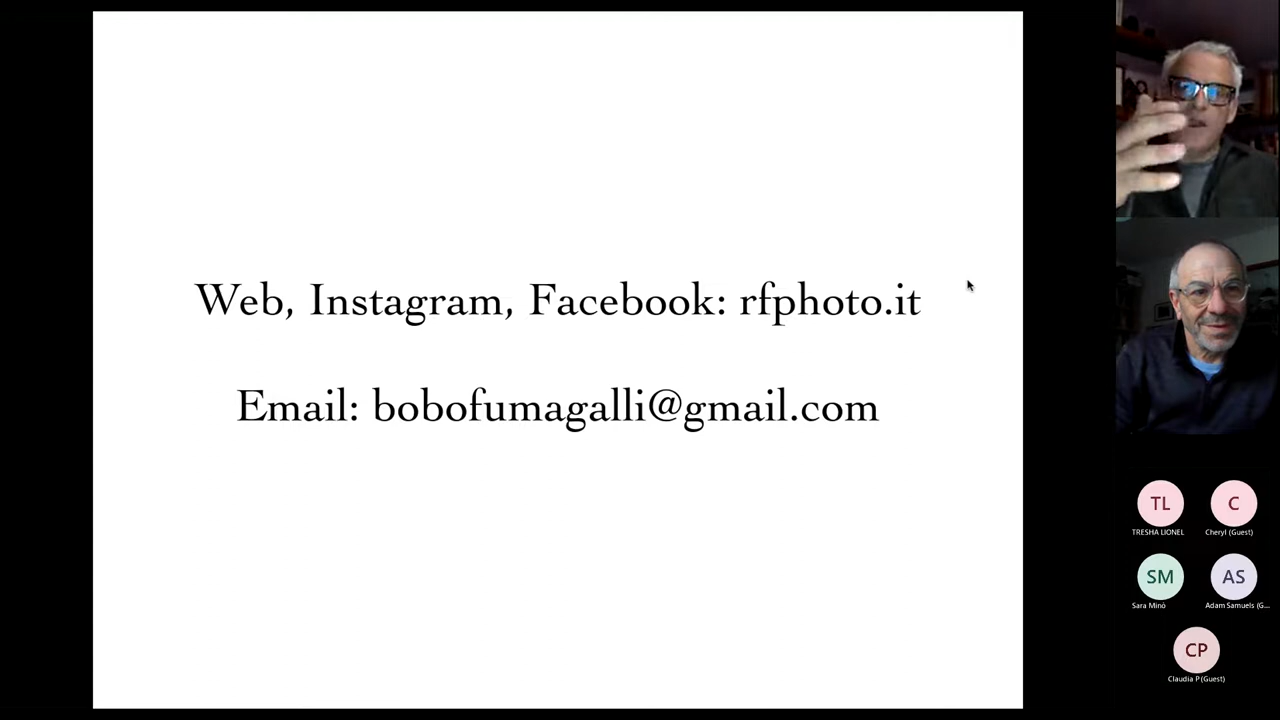 Web, Instagram, Facebook: rfphoto.it
Email: bobofumagalli@gmail.com
TL
C
TRESHA LIONEL
Cheryl (Guest)
SM
AS
Sara Minò
Adam Samuels (G...
CP
Claudia P (Guest)